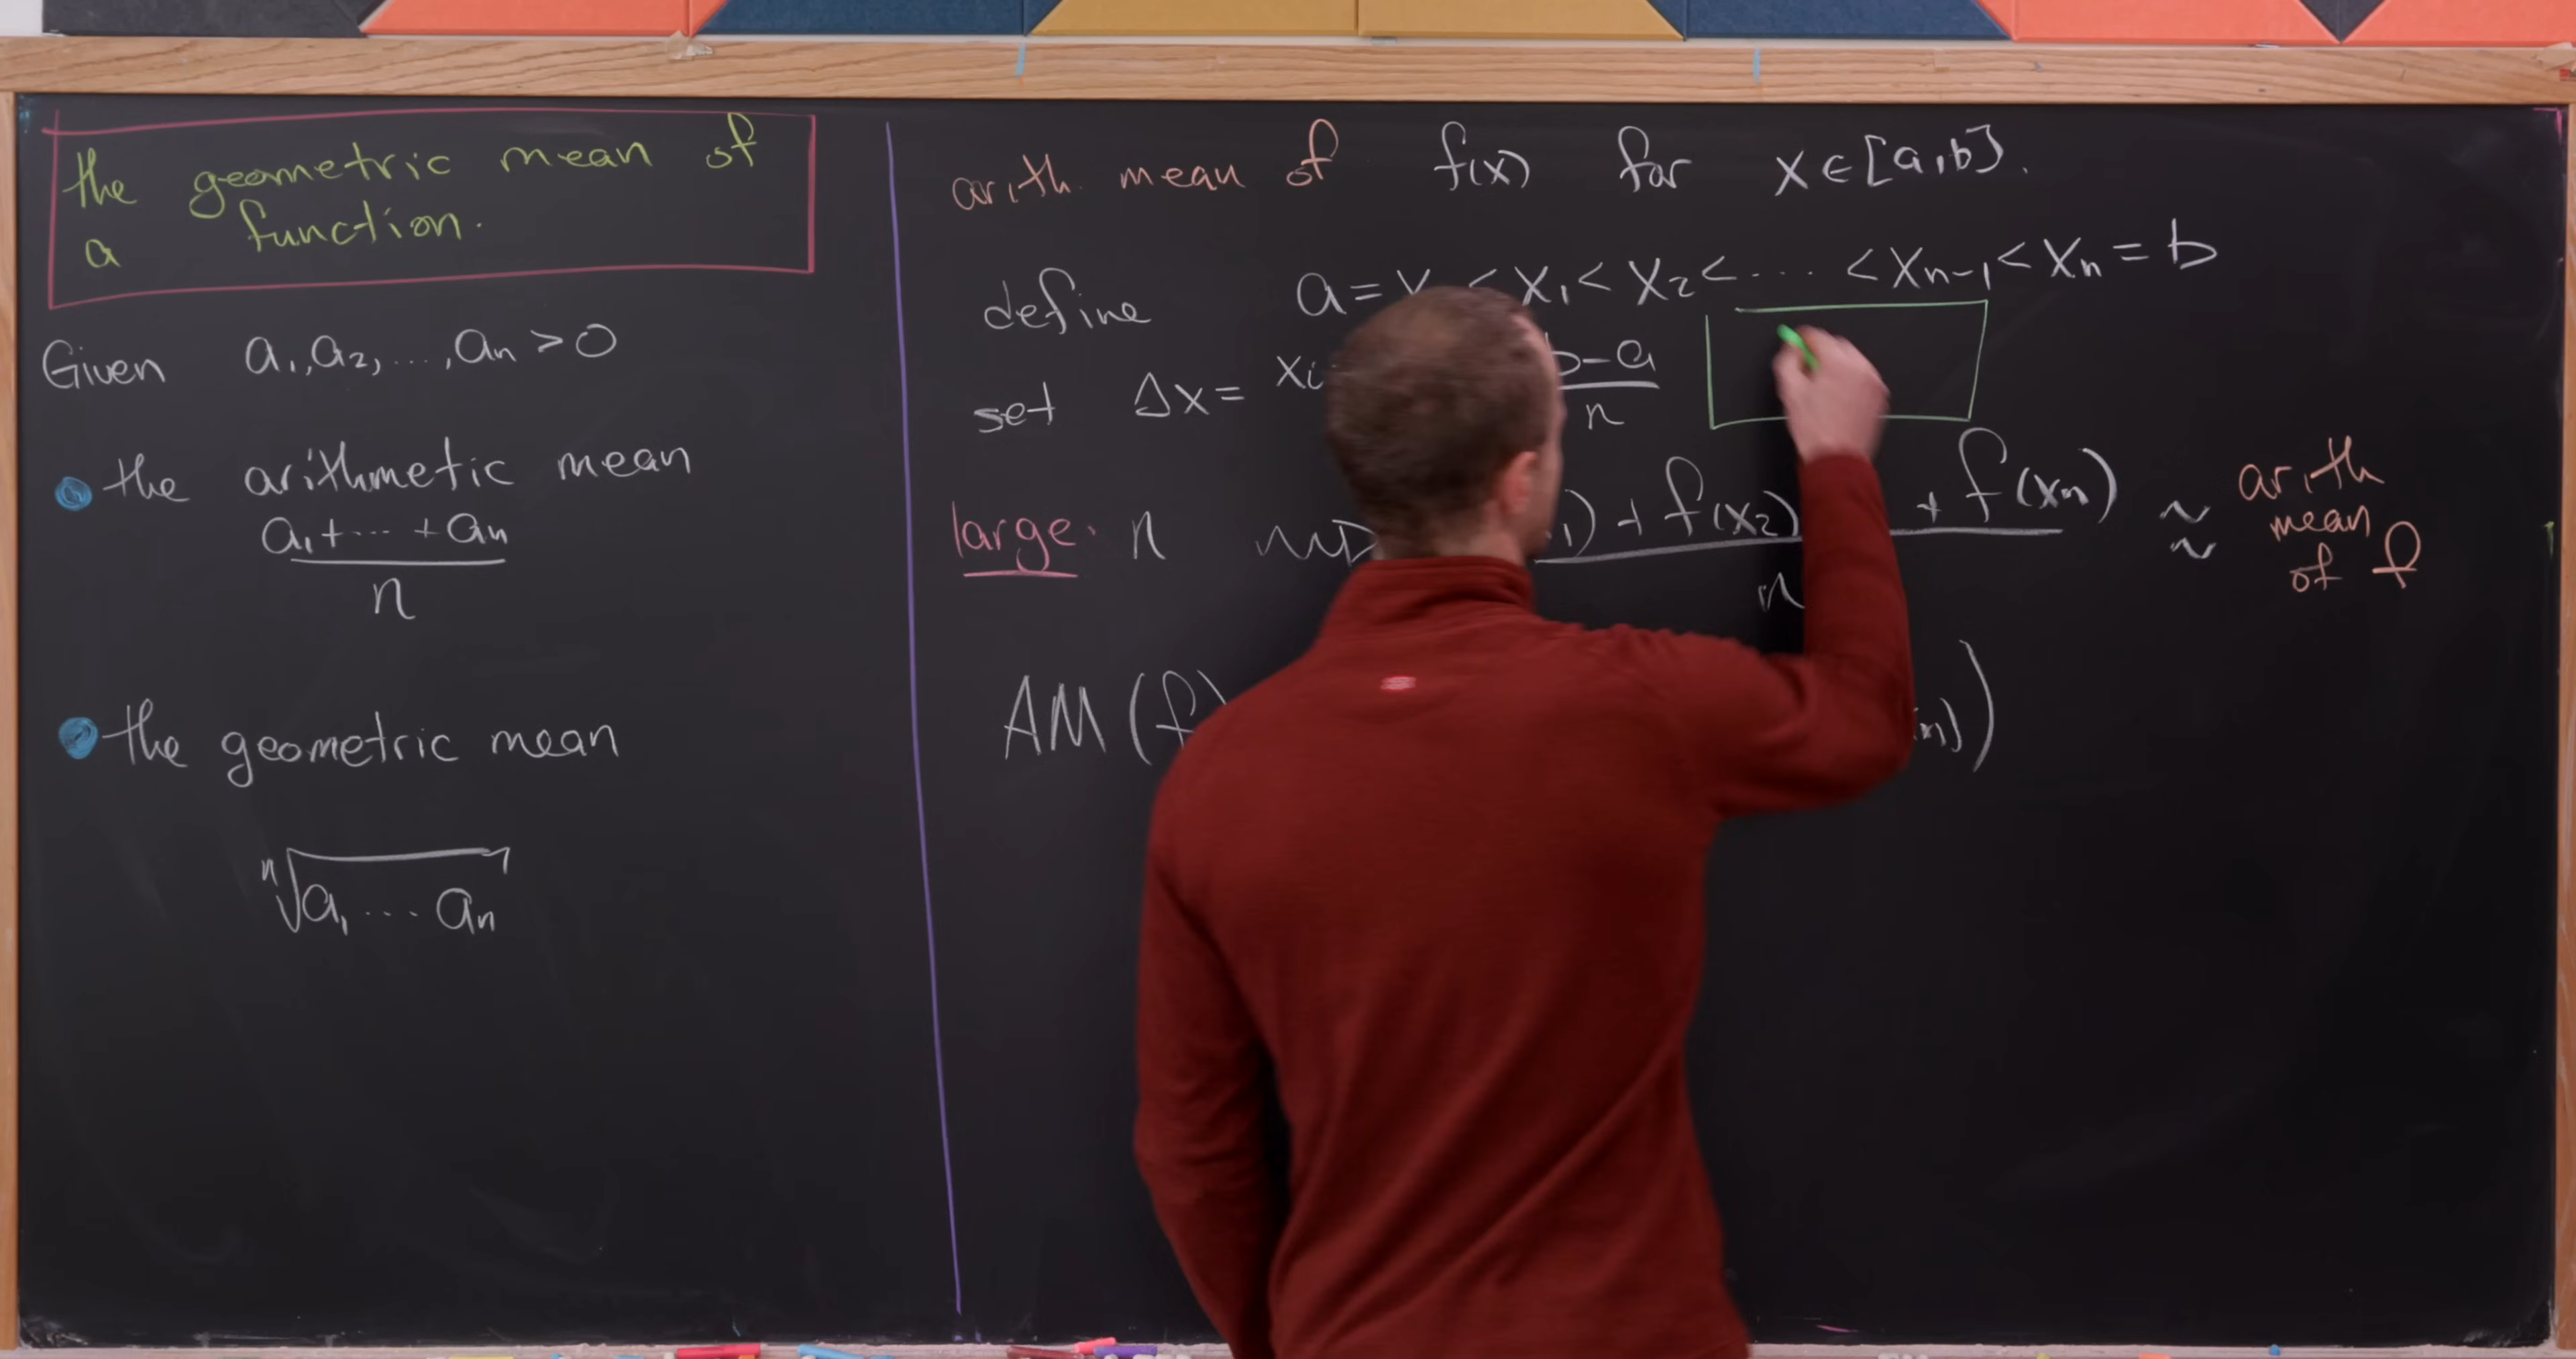 the geometric mean of
a function.
Given a₁,a₂,...,aₙ > 0
the arithmetic mean
a₁+...+aₙ
n
the geometric mean
ⁿ√a₁....aₙ
arith. mean of f(x) for x∈[a,b].
define a = < x₁ < x₂ < .... < xₙ₋₁ < xₙ = b
set Δx = b-a
n
large n ) + f(x₂) + f(xₙ) ≈ arith
n mean
of f
AM(f) )